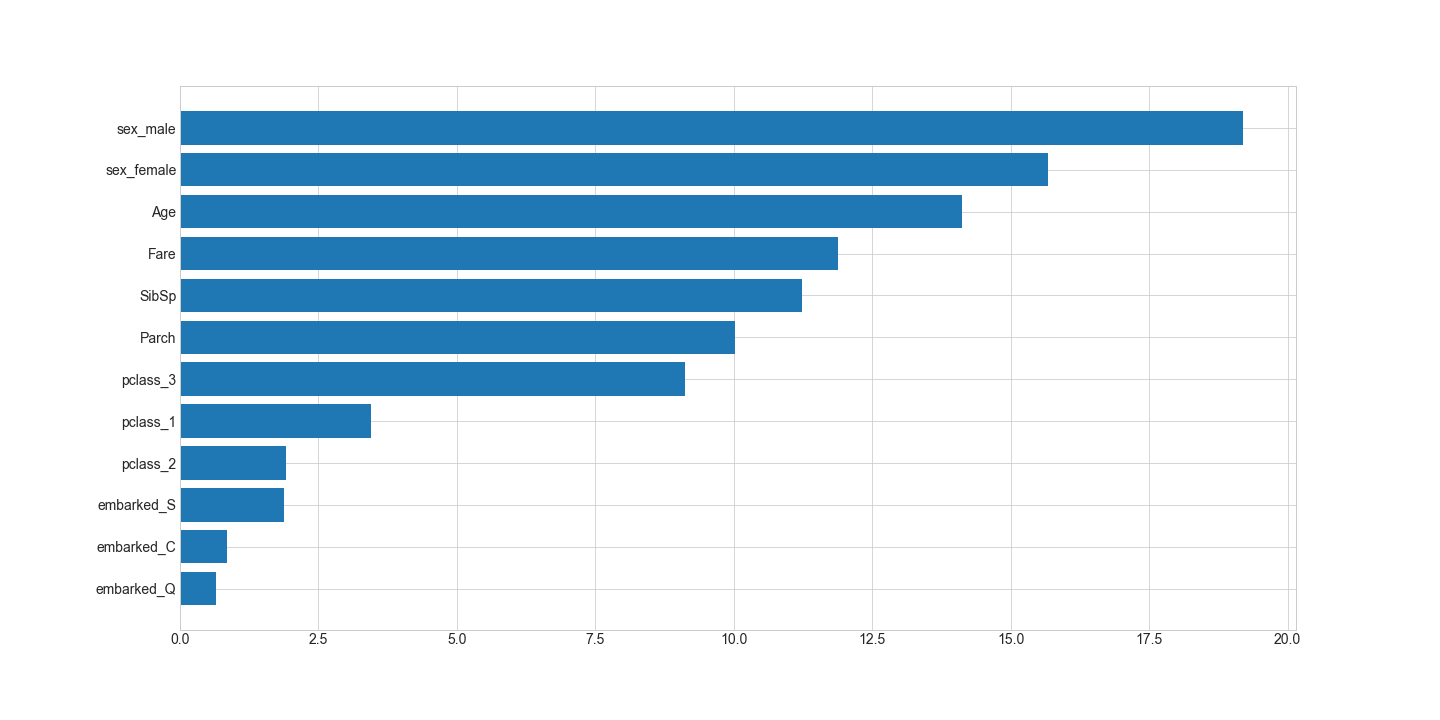 sex_male
sex_female
Age
Fare
SibSp
Parch
pclass_3
pclass_1
pclass_2
embarked_S
embarked_C
embarked_Q
0.0 2.5 5.0 7.5 10.0 12.5 15.0 17.5 20.0